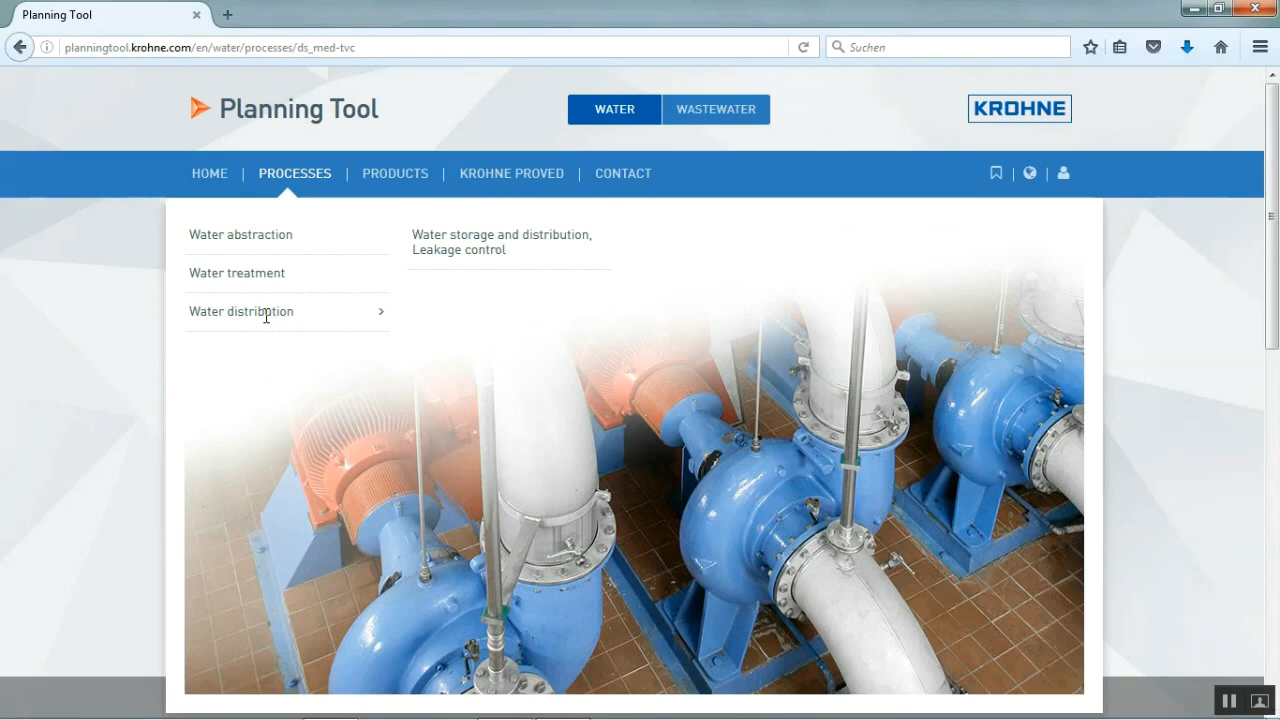 Planning Tool
planningtool.krohne.com/en/water/processes/ds_med-tvc
Suchen
Planning Tool
WATER
WASTEWATER
KROHNE
HOME
PROCESSES
PRODUCTS
KROHNE PROVED
CONTACT
Water abstraction
Water treatment
Water distribution
Water storage and distribution,
Leakage control